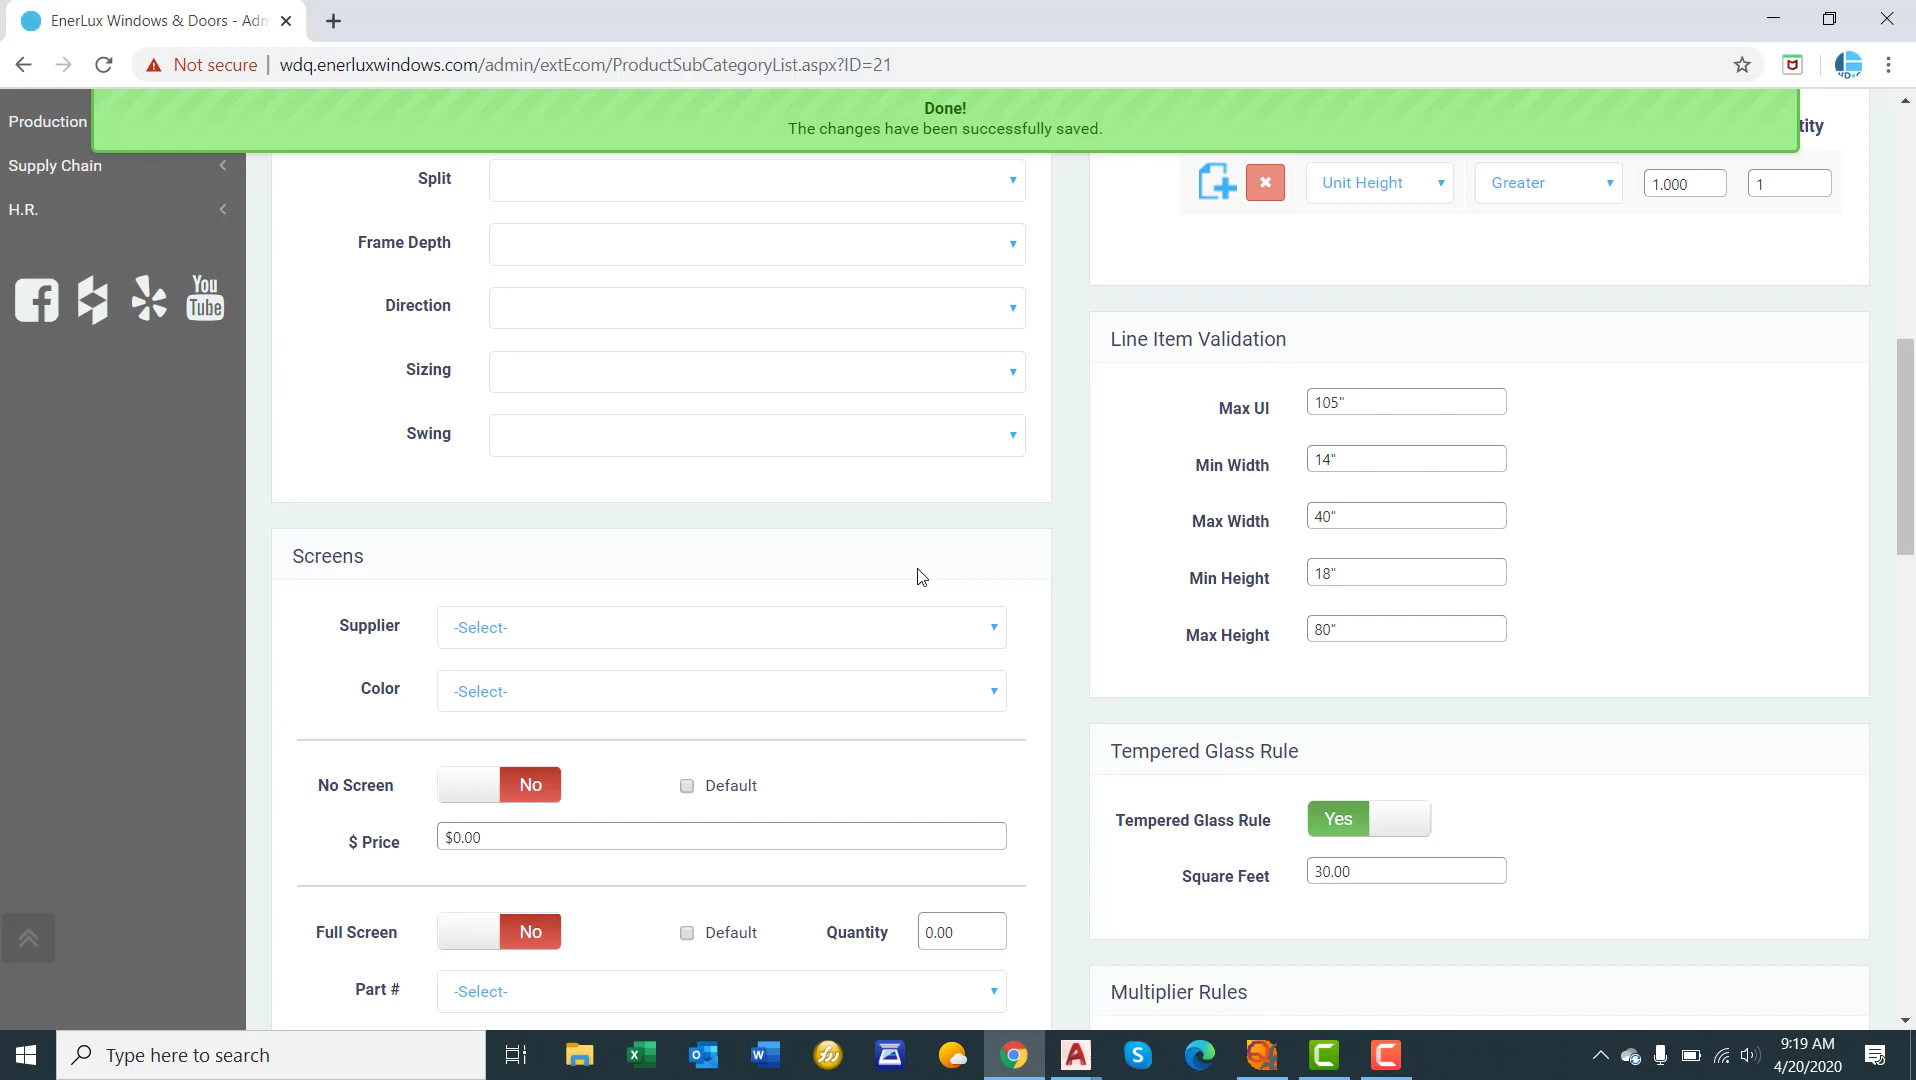 EnerLux Windows & Doors - Adm
Not secure
wdq.enerluxwindows.com/admin/extEcom/ProductSubCategoryList.aspx?ID=21
Done!
The changes have been successfully saved.
Production
Supply Chain
H.R.
You
Tube
Split
Frame Depth
Direction
Sizing
Swing
Screens
Supplier
-Select-
Color
-Select-
No Screen
No
Default
$ Price
$0.00
Full Screen
No
Default
Quantity
0.00
Part #
-Select-
tity
Unit Height
Greater
1.000
1
Line Item Validation
Max UI
105"
Min Width
14"
Max Width
40"
Min Height
18"
Max Height
80"
Tempered Glass Rule
Tempered Glass Rule
Yes
Square Feet
30.00
Multiplier Rules
Type here to search
9:19 AM
4/20/2020